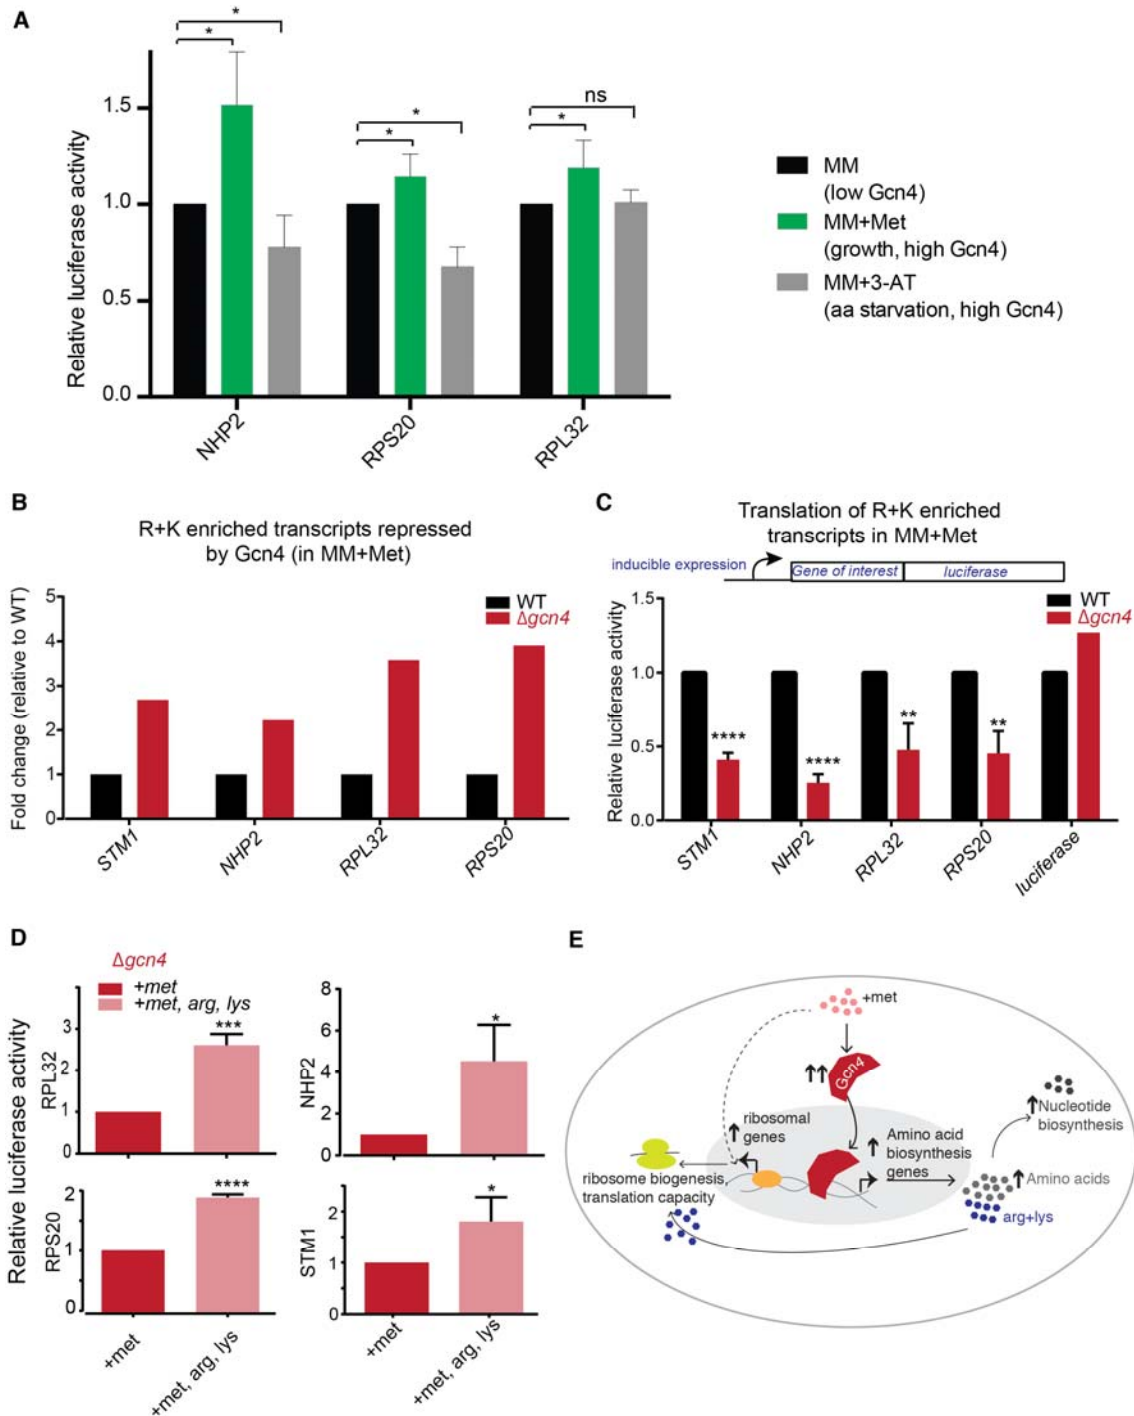 A
*
*
*
*
ns
*
Relative luciferase activity
1.5
1.0
0.5
0.0
NHP2
RPS20
RPL32
MM
(low Gcn4)
MM+Met
(growth, high Gcn4)
MM+3-AT
(aa starvation, high Gcn4)
B
R+K enriched transcripts repressed
by Gcn4 (in MM+Met)
WT
Δgcn4
Fold change (relative to WT)
5
4
3
2
1
0
STM1
NHP2
RPL32
RPS20
C
Translation of R+K enriched
transcripts in MM+Met
inducible expression
Gene of interest
luciferase
WT
Δgcn4
Relative luciferase activity
1.5
1.0
0.5
0.0
****
****
**
**
STM1
NHP2
RPL32
RPS20
luciferase
D
Δgcn4
+met
+met, arg, lys
Relative luciferase activity
RPL32
3
2
1
0
***
NHP2
8
6
4
2
0
*
RPS20
2
1
0
****
STM1
2
1
0
*
+met
+met, arg, lys
+met
+met, arg, lys
E
+met
Gcn4
ribosomal
genes
Amino acid
biosynthesis
genes
Nucleotide
biosynthesis
ribosome biogenesis,
translation capacity
Amino acids
arg+lys